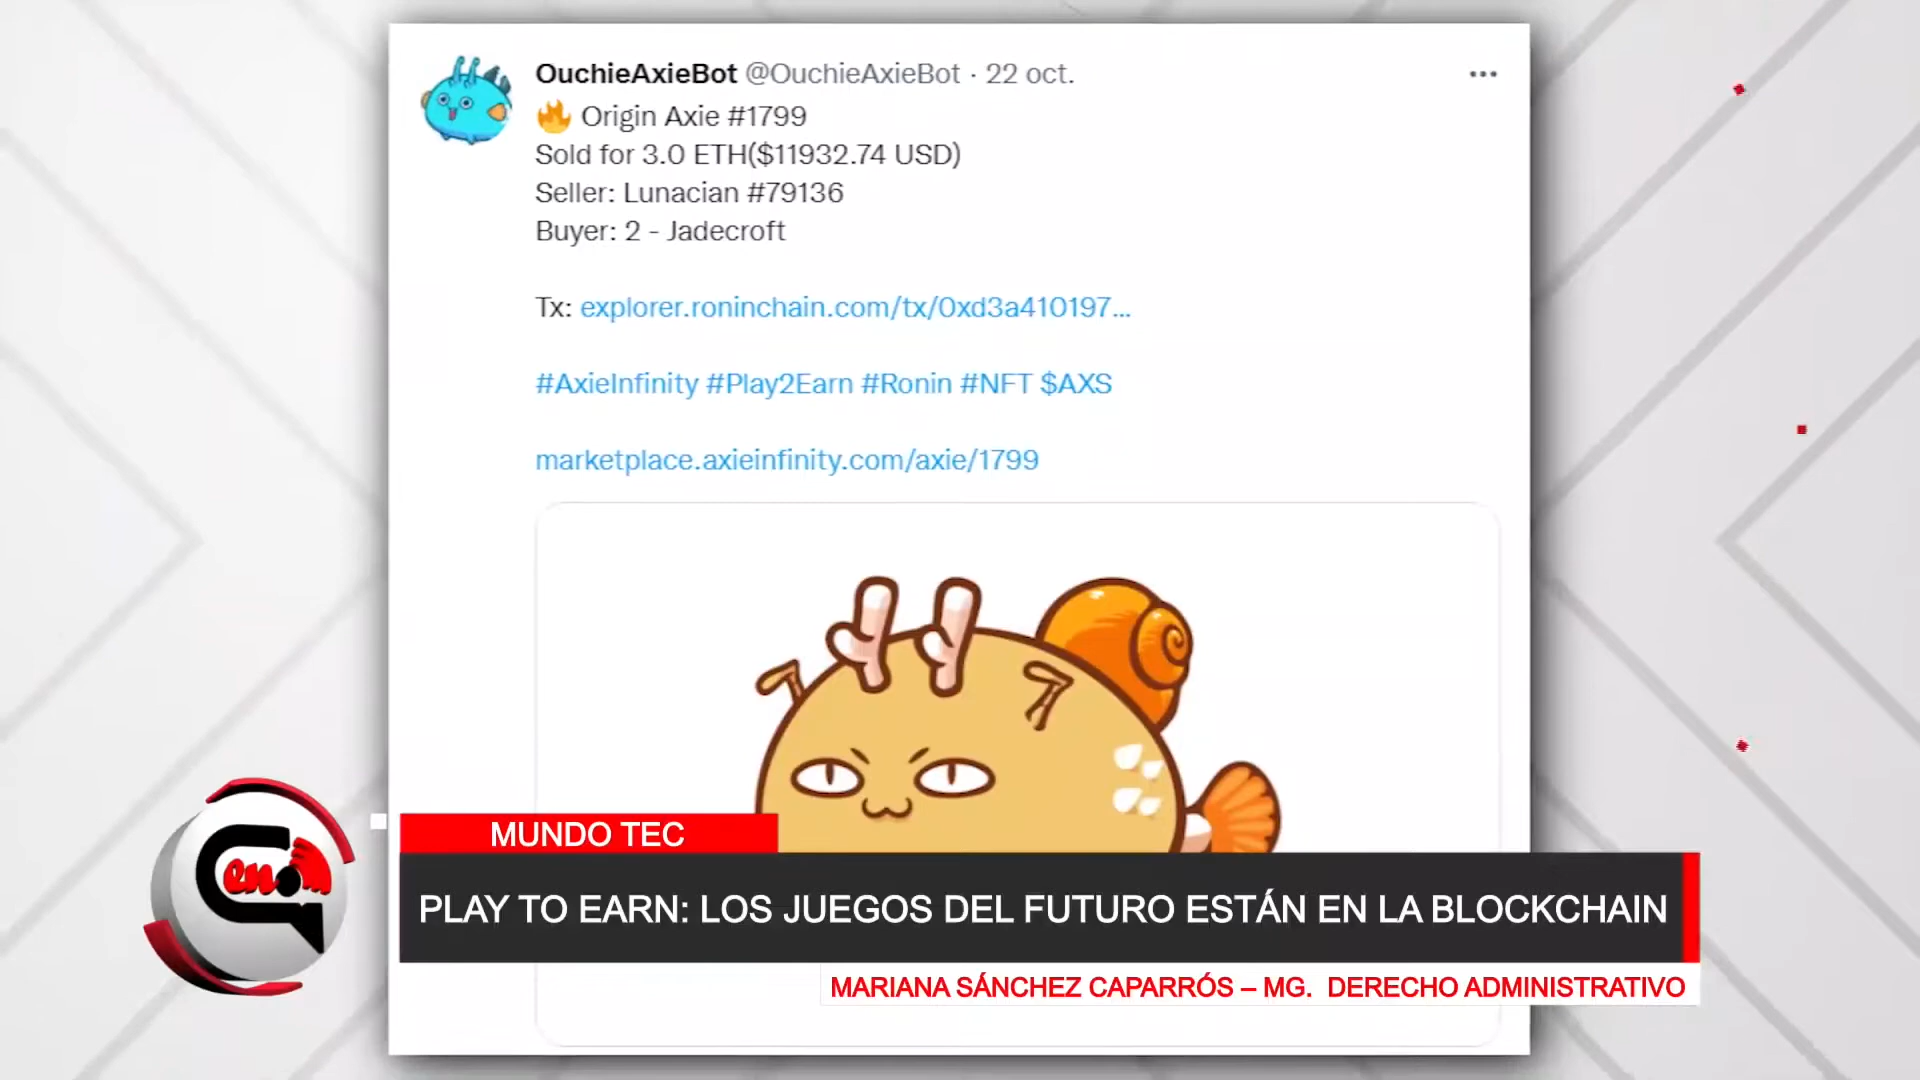 OuchieAxieBot @OuchieAxieBot · 22 oct.
🔥 Origin Axie #1799
Sold for 3.0 ETH($11932.74 USD)
Seller: Lunacian #79136
Buyer: 2 - Jadecroft
Tx: explorer.roninchain.com/tx/0xd3a410197...
#AxieInfinity #Play2Earn #Ronin #NFT $AXS
marketplace.axieinfinity.com/axie/1799
en
MUNDO TEC
PLAY TO EARN: LOS JUEGOS DEL FUTURO ESTÁN EN LA BLOCKCHAIN
MARIANA SÁNCHEZ CAPARRÓS – MG. DERECHO ADMINISTRATIVO